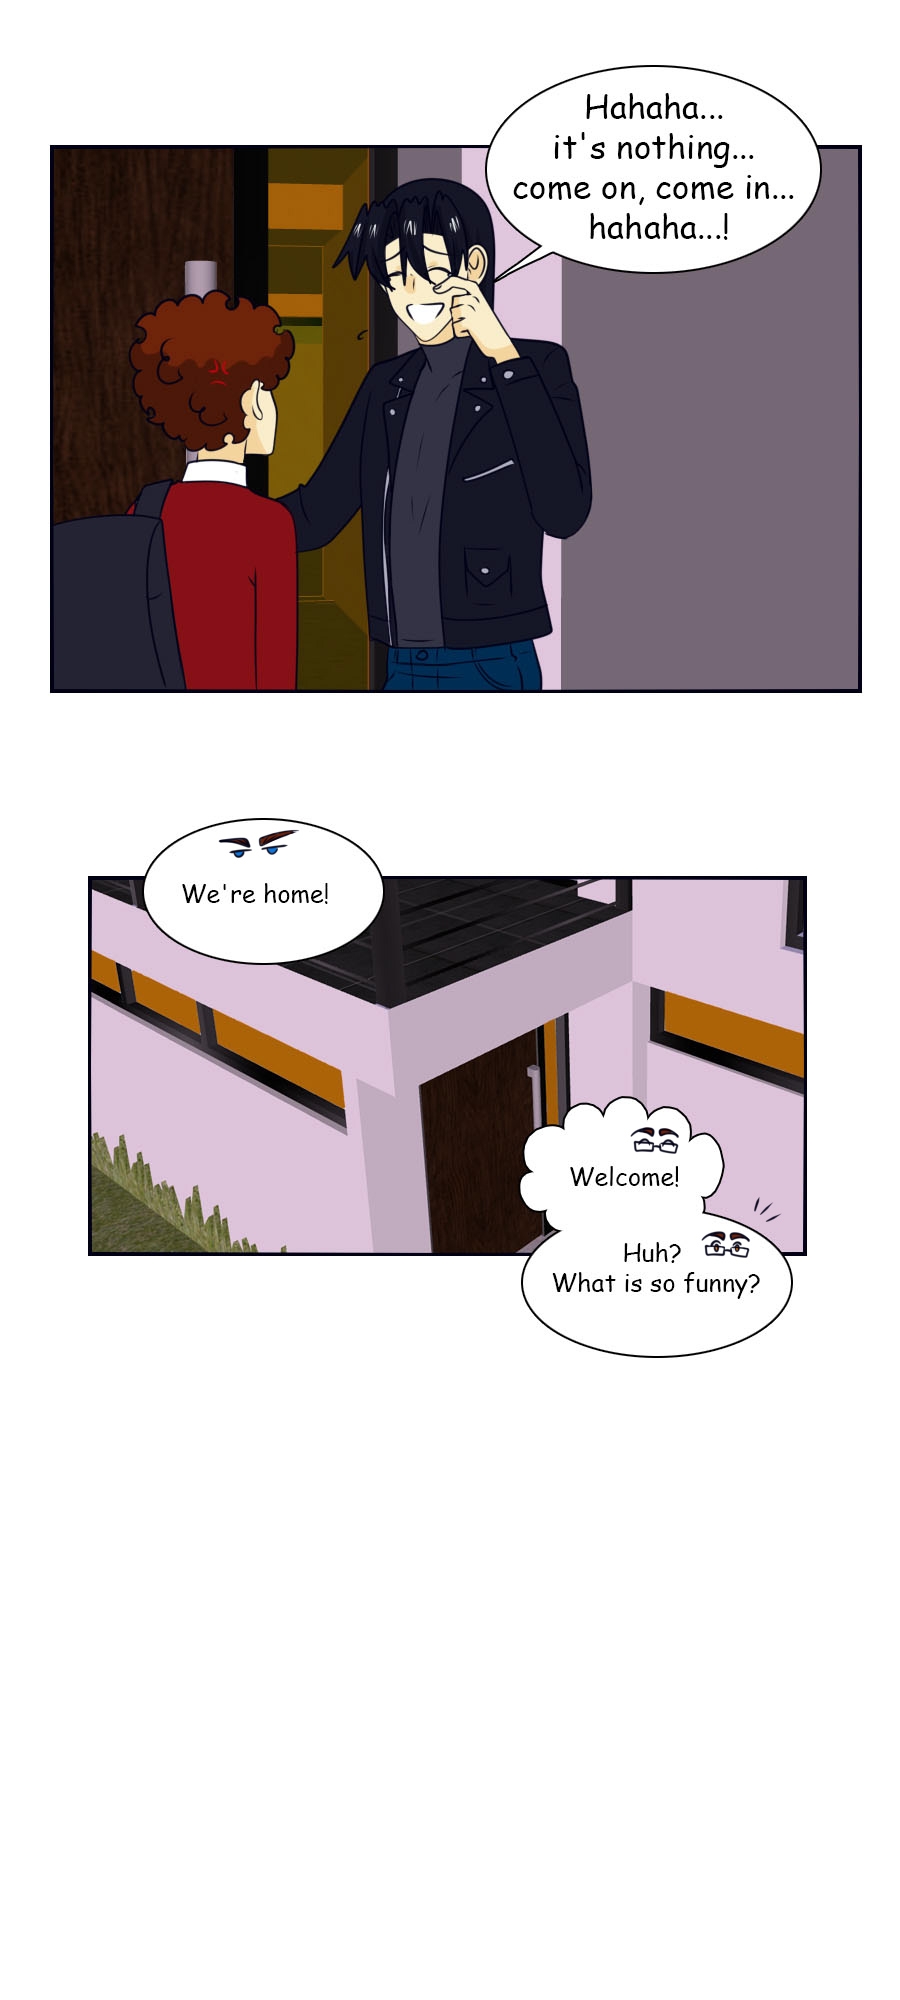 Hahaha...
it's nothing...
come on, come in...
hahaha...!
We're home!
Welcome!
Huh?
What is so funny?